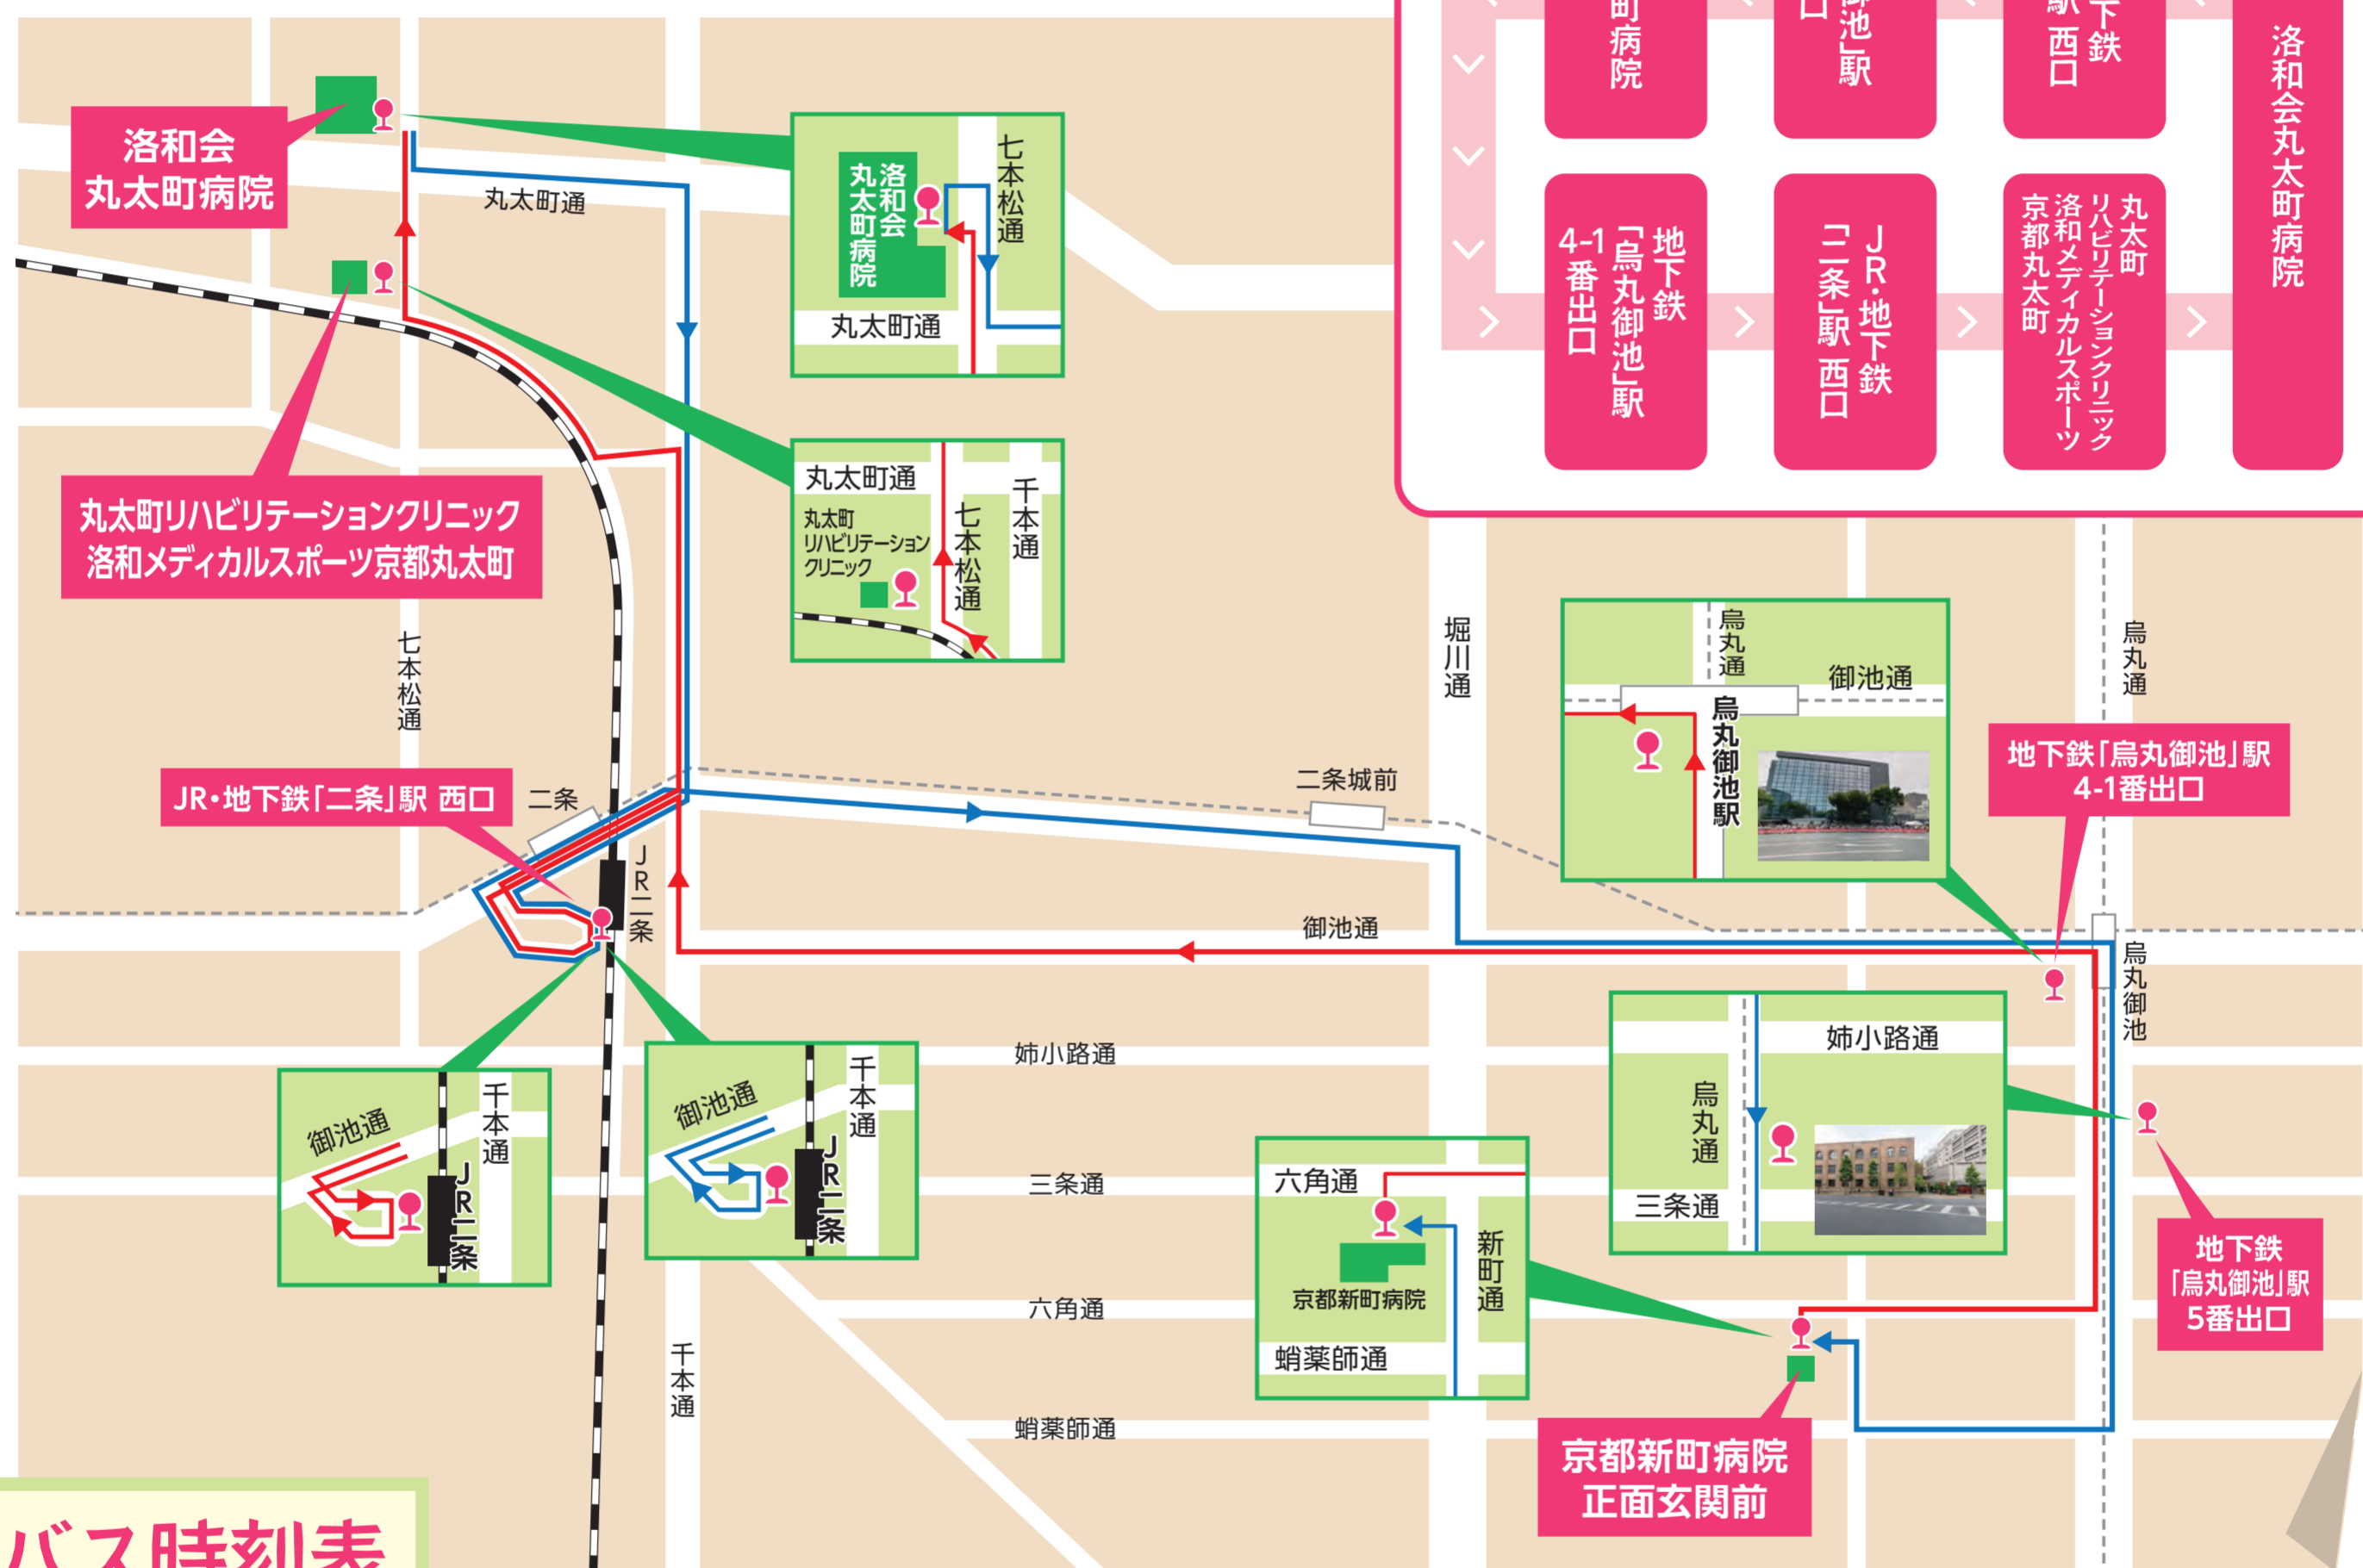 町病院
御池」駅
口
下鉄
駅 西口
洛和会丸太町病院
地下鉄
「烏丸御池」駅
4-1番出口
JR・地下鉄
「二条」駅 西口
丸太町
リハビリテーションクリニック
洛和メディカルスポーツ
京都丸太町
洛和会
丸太町病院
丸太町通
洛和会
丸太町病院
七本松通
丸太町通
丸太町リハビリテーションクリニック
洛和メディカルスポーツ京都丸太町
丸太町通
千本通
丸太町
リハビリテーション
クリニック
七本松通
七本松通
堀川通
烏丸通
御池通
烏丸御池駅
烏丸通
地下鉄「烏丸御池」駅
4-1番出口
JR・地下鉄「二条」駅 西口
二条
JR二条
二条城前
御池通
烏丸御池
姉小路通
御池通
千本通
JR二条
御池通
千本通
JR二条
姉小路通
烏丸通
三条通
三条通
六角通
新町通
京都新町病院
蛸薬師通
地下鉄
「烏丸御池」駅
5番出口
六角通
千本通
蛸薬師通
京都新町病院
正面玄関前
バス時刻表